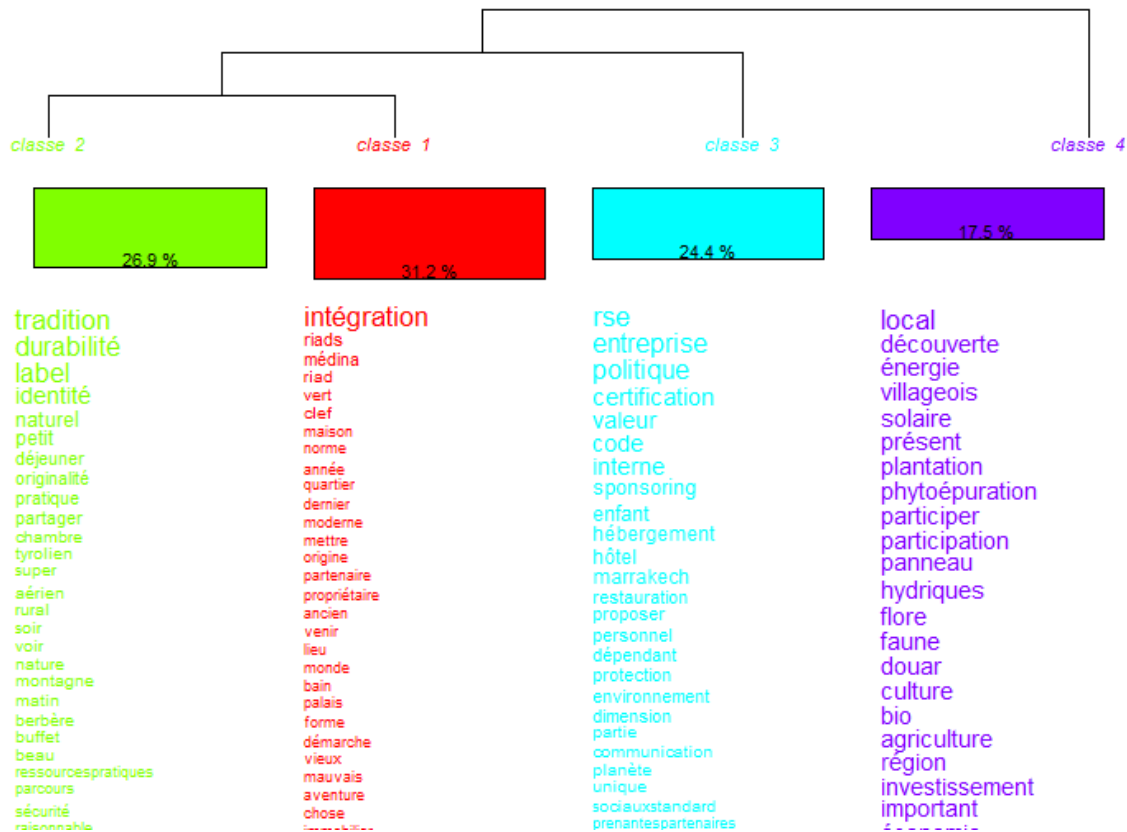 classe 2
classe 1
classe 3
classe 4
26.9 %
31.2 %
24.4 %
17.5 %
tradition
durabilité
label
identité
naturel
petit
déjeuner
originalité
pratique
partager
chambre
tyrolien
super
aérien
rural
soir
voir
nature
montagne
matin
berbère
buffet
beau
ressourcespratiques
parcours
sécurité
raisonnable
intégration
riads
médina
riad
vert
clef
maison
norme
année
quartier
dernier
moderne
mettre
origine
partenaire
propriétaire
ancien
venir
lieu
monde
bain
palais
forme
démarche
vieux
mauvais
aventure
chose
immobilier
rse
entreprise
politique
certification
valeur
code
interne
sponsoring
enfant
hébergement
hôtel
marrakech
restauration
proposer
personnel
dépendant
protection
environnement
dimension
partie
communication
planète
unique
sociauxstandard
prenantespartenaires
local
découverte
énergie
villageois
solaire
présent
plantation
phytoépuration
participer
participation
panneau
hydriques
flore
faune
douar
culture
bio
agriculture
région
investissement
important
économie